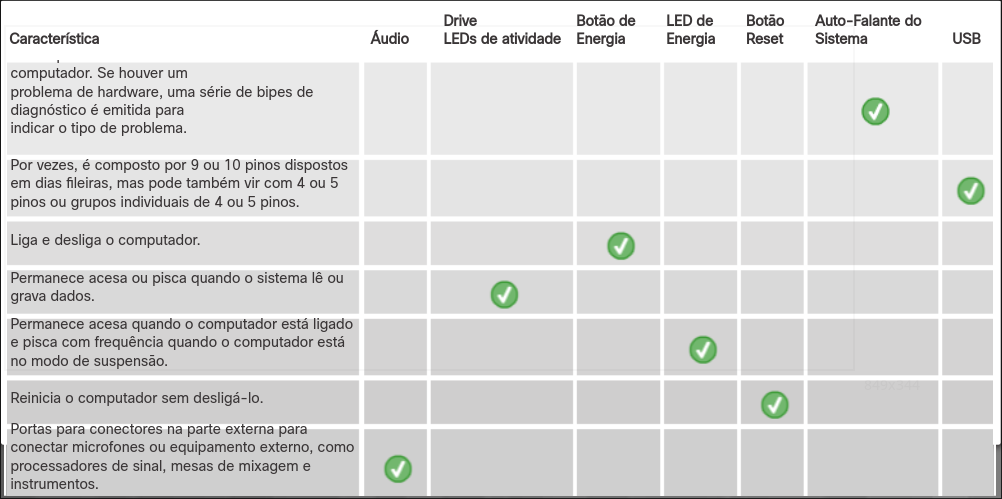 Característica
Áudio
Drive
LEDs de atividade
Botão de
Energia
LED de
Energia
Botão
Reset
Auto-Falante do
Sistema
USB
computador. Se houver um
problema de hardware, uma série de bipes de
diagnóstico é emitida para
indicar o tipo de problema.
Por vezes, é composto por 9 ou 10 pinos dispostos
em dias fileiras, mas pode também vir com 4 ou 5
pinos ou grupos individuais de 4 ou 5 pinos.
Liga e desliga o computador.
Permanece acesa ou pisca quando o sistema lê ou
grava dados.
Permanece acesa quando o computador está ligado
e pisca com frequência quando o computador está
no modo de suspensão.
Reinicia o computador sem desligá-lo.
Portas para conectores na parte externa para
conectar microfones ou equipamento externo, como
processadores de sinal, mesas de mixagem e
instrumentos.